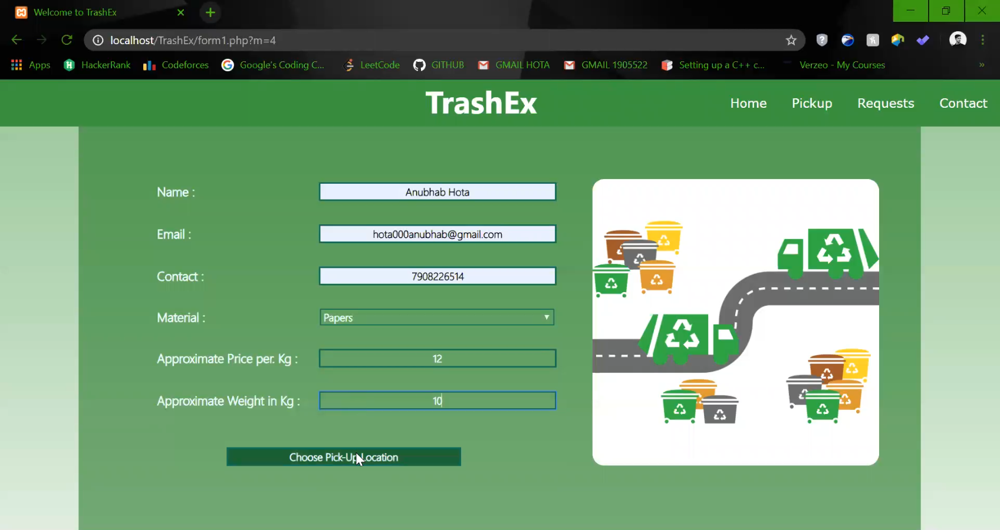 Welcome to TrashEx
localhost/TrashEx/form1.php?m=4
Apps HackerRank Codeforces Google's Coding C... LeetCode GITHUB GMAIL HOTA GMAIL 1905522 Setting up a C++ c... Verzeo - My Courses »
TrashEx
Home Pickup Requests Contact
Name : Anubhab Hota
Email : hota000anubhab@gmail.com
Contact : 7908226514
Material : Papers
Approximate Price per. Kg : 12
Approximate Weight in Kg : 10
Choose Pick-Up Location